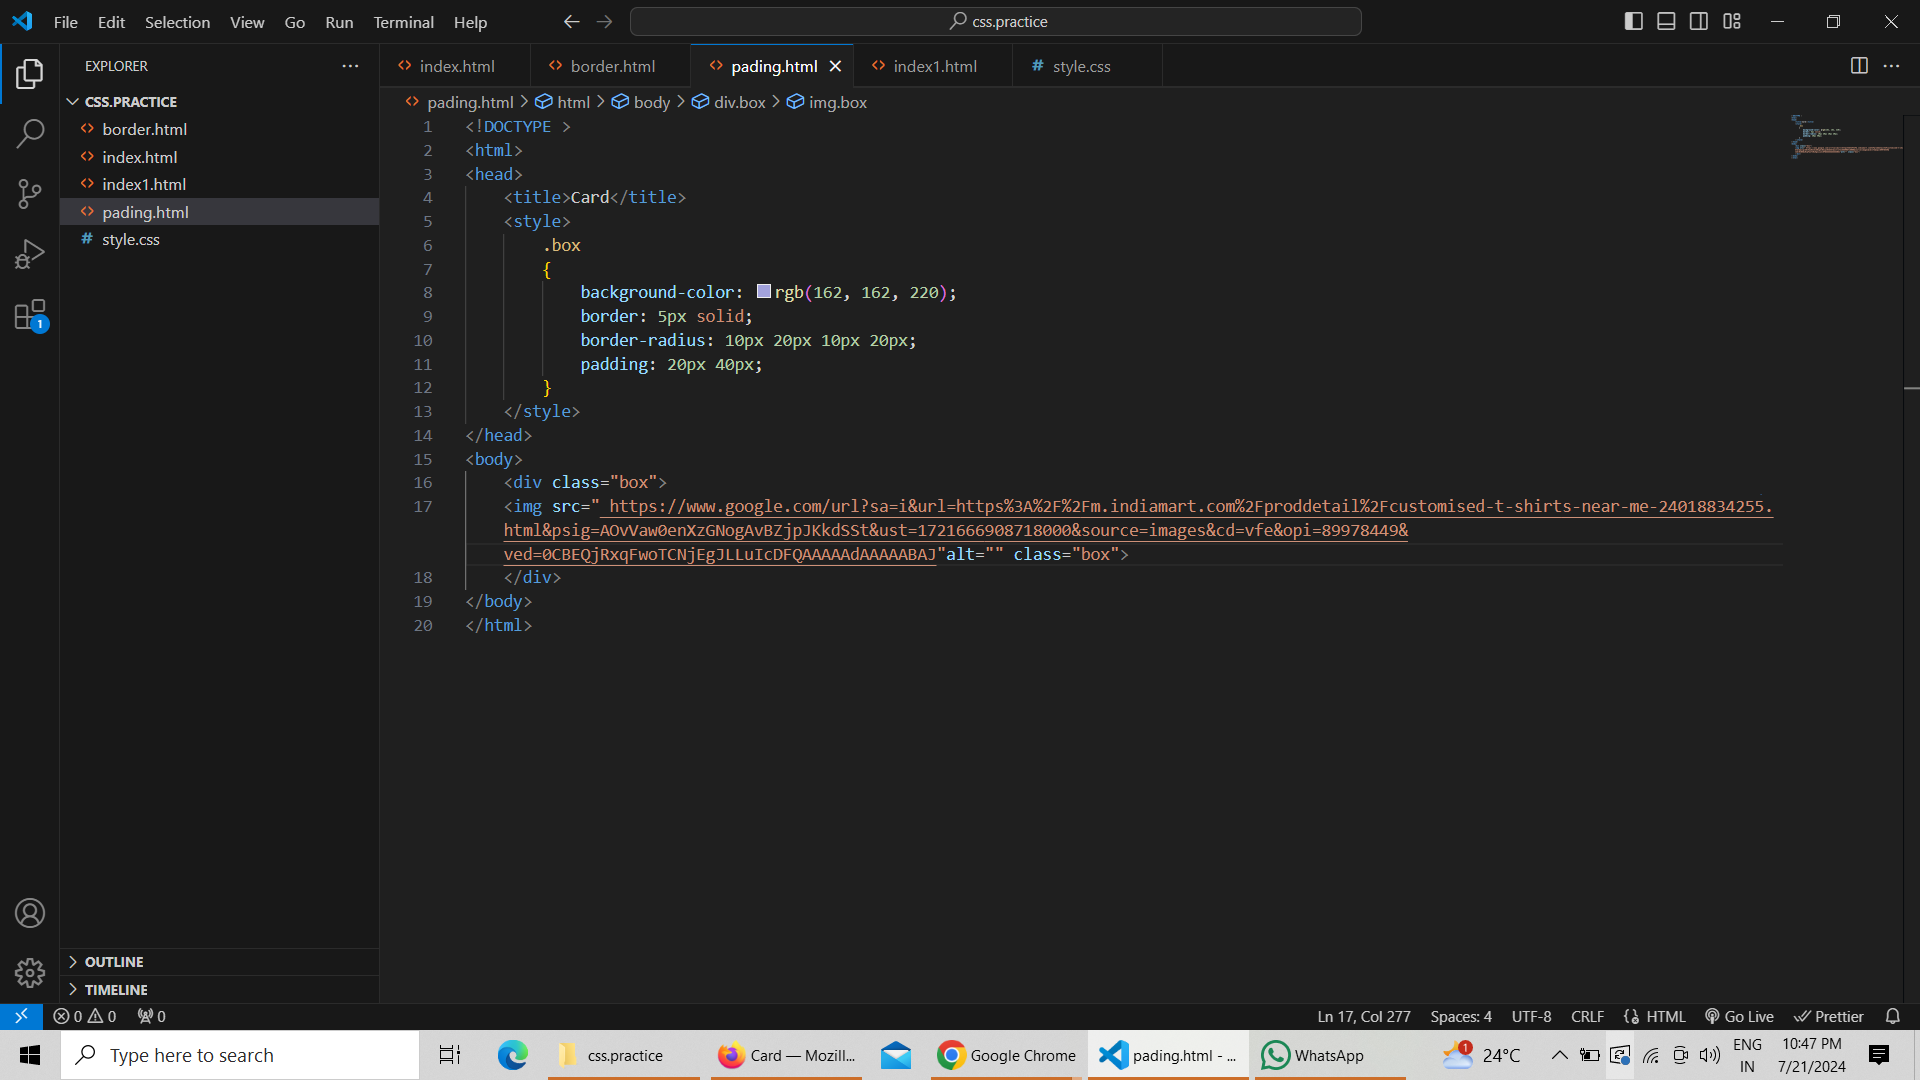 File Edit Selection View Go Run Terminal Help
css.practice
EXPLORER
index.html
border.html
pading.html
index1.html
# style.css
CSS.PRACTICE
border.html
index.html
index1.html
pading.html
# style.css
pading.html > html > body > div.box > img.box
1 <!DOCTYPE >
2 <html>
3 <head>
4 <title>Card</title>
5 <style>
6 .box
7 {
8 background-color: rgb(162, 162, 220);
9 border: 5px solid;
10 border-radius: 10px 20px 10px 20px;
11 padding: 20px 40px;
12 }
13 </style>
14 </head>
15 <body>
16 <div class="box">
17 <img src=" https://www.google.com/url?sa=i&url=https%3A%2F%2Fm.indiamart.com%2Fproddetail%2Fcustomised-t-shirts-near-me-24018834255.
html&psig=AOvVaw0enXzGNogAvBZjpJKkdSSt&ust=1721666908718000&source=images&cd=vfe&opi=89978449&
ved=0CBEQjRxqFwoTCNjEgJLLuIcDFQAAAAAdAAAAABAJ"alt="" class="box">
18 </div>
19 </body>
20 </html>
1
OUTLINE
TIMELINE
0 0 0
Ln 17, Col 277 Spaces: 4 UTF-8 CRLF {} HTML Go Live Prettier
Type here to search
css.practice
Card — Mozill...
Google Chrome
pading.html - ...
WhatsApp
1
24°C
ENG
IN
10:47 PM
7/21/2024